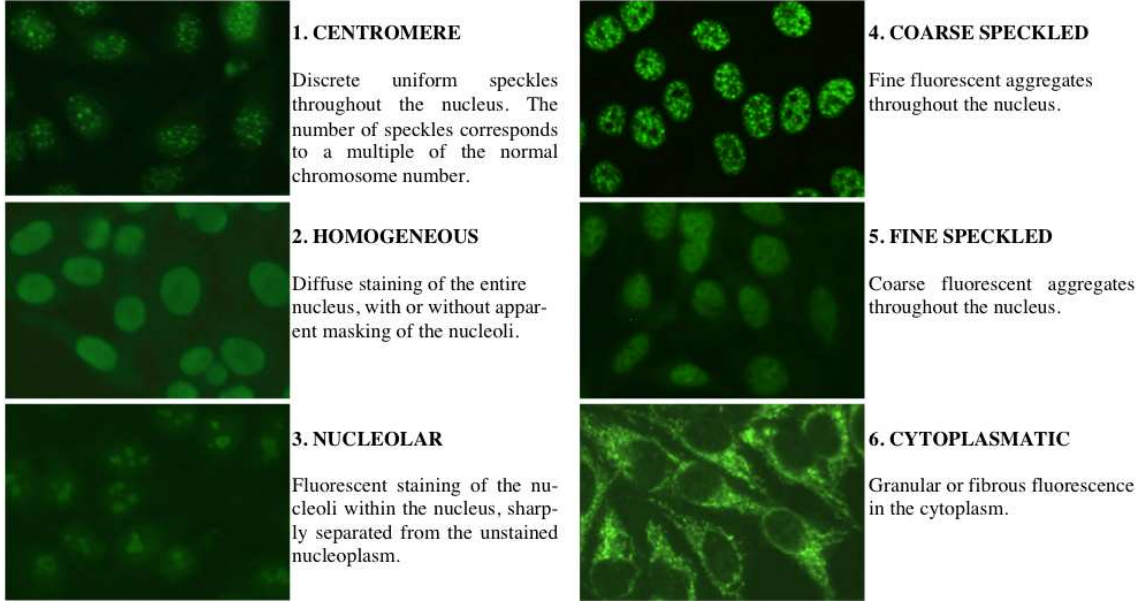 1. CENTROMERE
Discrete uniform speckles
throughout the nucleus. The
number of speckles corresponds
to a multiple of the normal
chromosome number.
2. HOMOGENEOUS
Diffuse staining of the entire
nucleus, with or without appar-
ent masking of the nucleoli.
3. NUCLEOLAR
Fluorescent staining of the nu-
cleoli within the nucleus, sharp-
ly separated from the unstained
nucleoplasm.
4. COARSE SPECKLED
Fine fluorescent aggregates
throughout the nucleus.
5. FINE SPECKLED
Coarse fluorescent aggregates
throughout the nucleus.
6. CYTOPLASMATIC
Granular or fibrous fluorescence
in the cytoplasm.